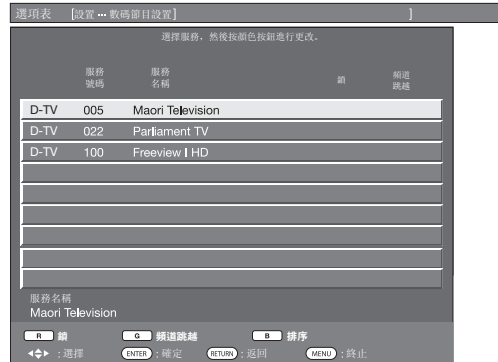 選項表 [設置 ··· 數碼節目設置] ]
選擇服務，然後按顏色按鈕進行更改.
服務 服務 鎖 頻道
號碼 名稱 跳越
D-TV 005 Maori Television
D-TV 022 Parliament TV
D-TV 100 Freeview I HD
服務名稱
Maori Television
R 鎖 G 頻道跳越 B 排序
:選擇 ENTER :確定 RETURN :返回 MENU :終止